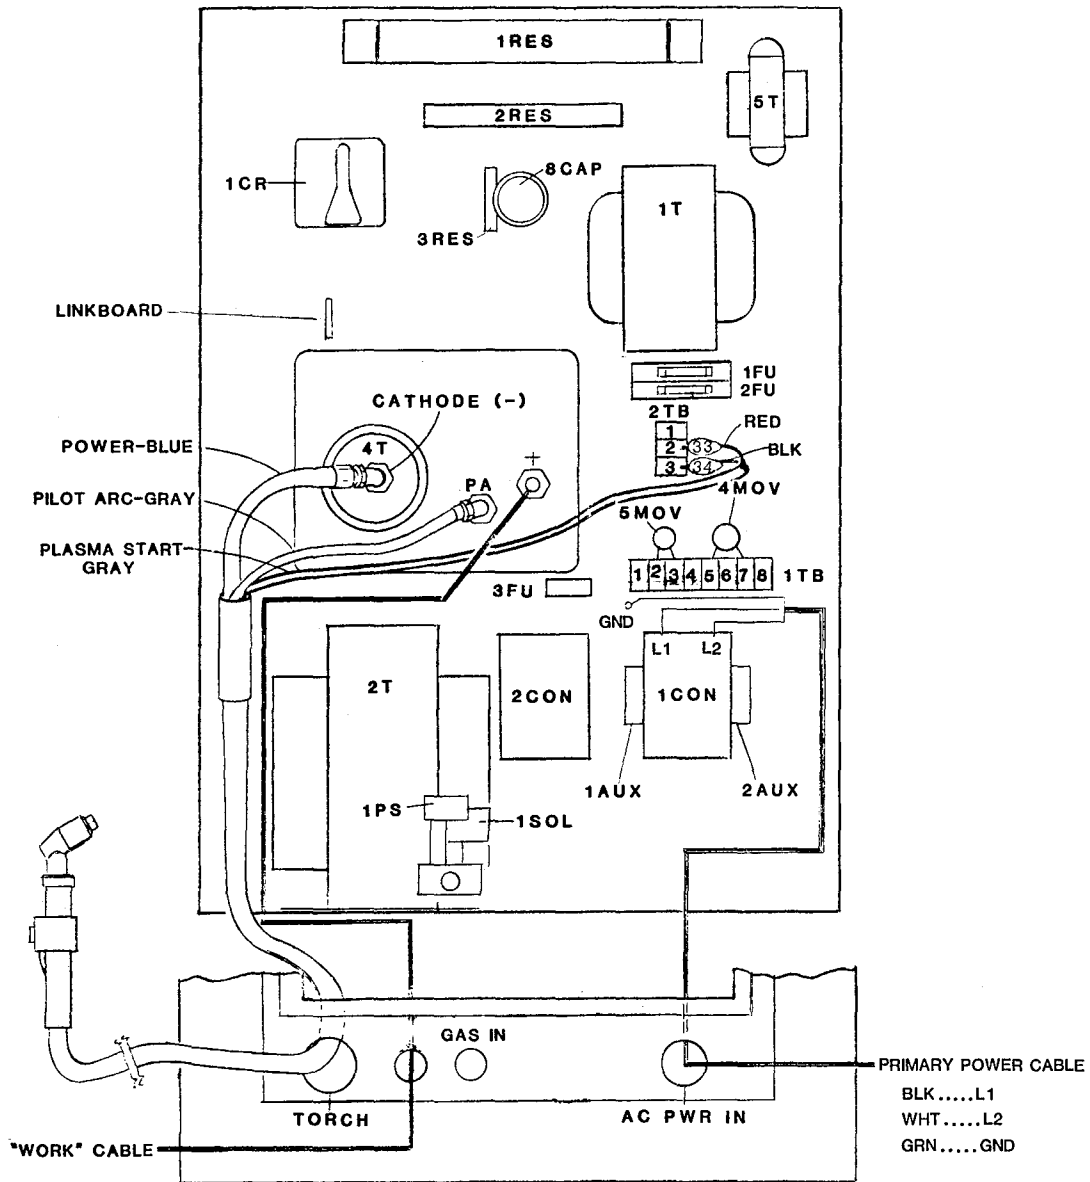 1RES
5T
2RES
8CAP
1CR
1T
3RES
LINKBOARD
1FU
2FU
CATHODE (-)
2TB
1
RED
POWER-BLUE
4T
2
33
BLK
3
34
+
PA
PILOT ARC-GRAY
4MOV
5MOV
PLASMA START
GRAY
1 2 3 4 5 6 7 8 1TB
3FU
GND
L1 L2
2T
2CON
1CON
1AUX
2AUX
1PS
1SOL
GAS IN
PRIMARY POWER CABLE
BLK.....L1
TORCH
AC PWR IN
WHT.....L2
"WORK" CABLE
GRN.....GND